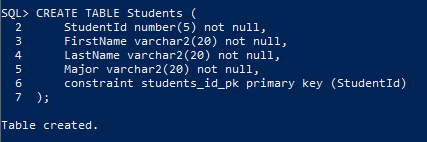 SQL> CREATE TABLE Students (
  2      StudentId number(5) not null,
  3      FirstName varchar2(20) not null,
  4      LastName varchar2(20) not null,
  5      Major varchar2(20) not null,
  6      constraint students_id_pk primary key (StudentId)
  7  );
Table created.